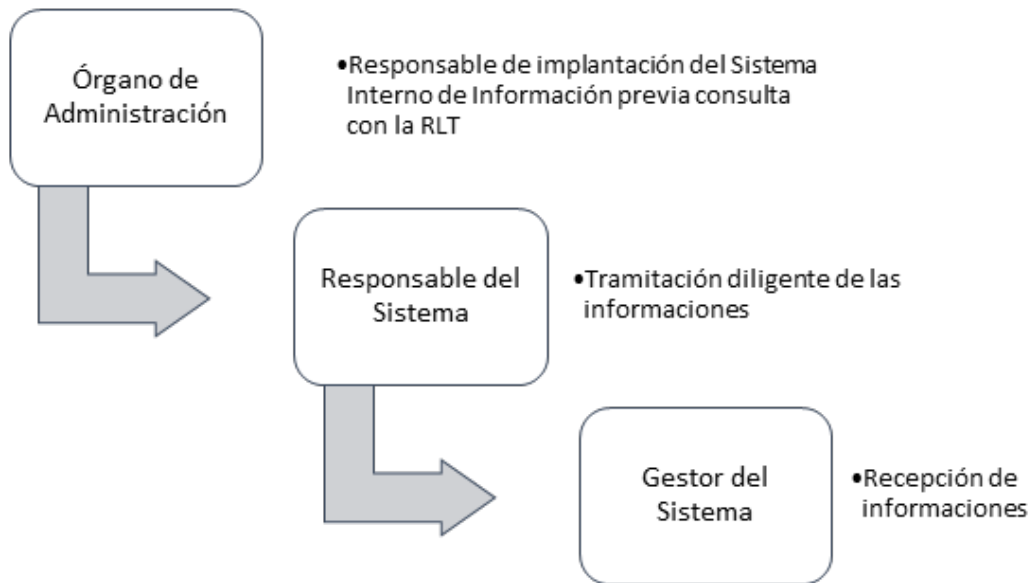 Órgano de
Administración
•Responsable de implantación del Sistema
Interno de Información previa consulta
con la RLT
Responsable del
Sistema
•Tramitación diligente de las
informaciones
Gestor del
Sistema
•Recepción de
informaciones